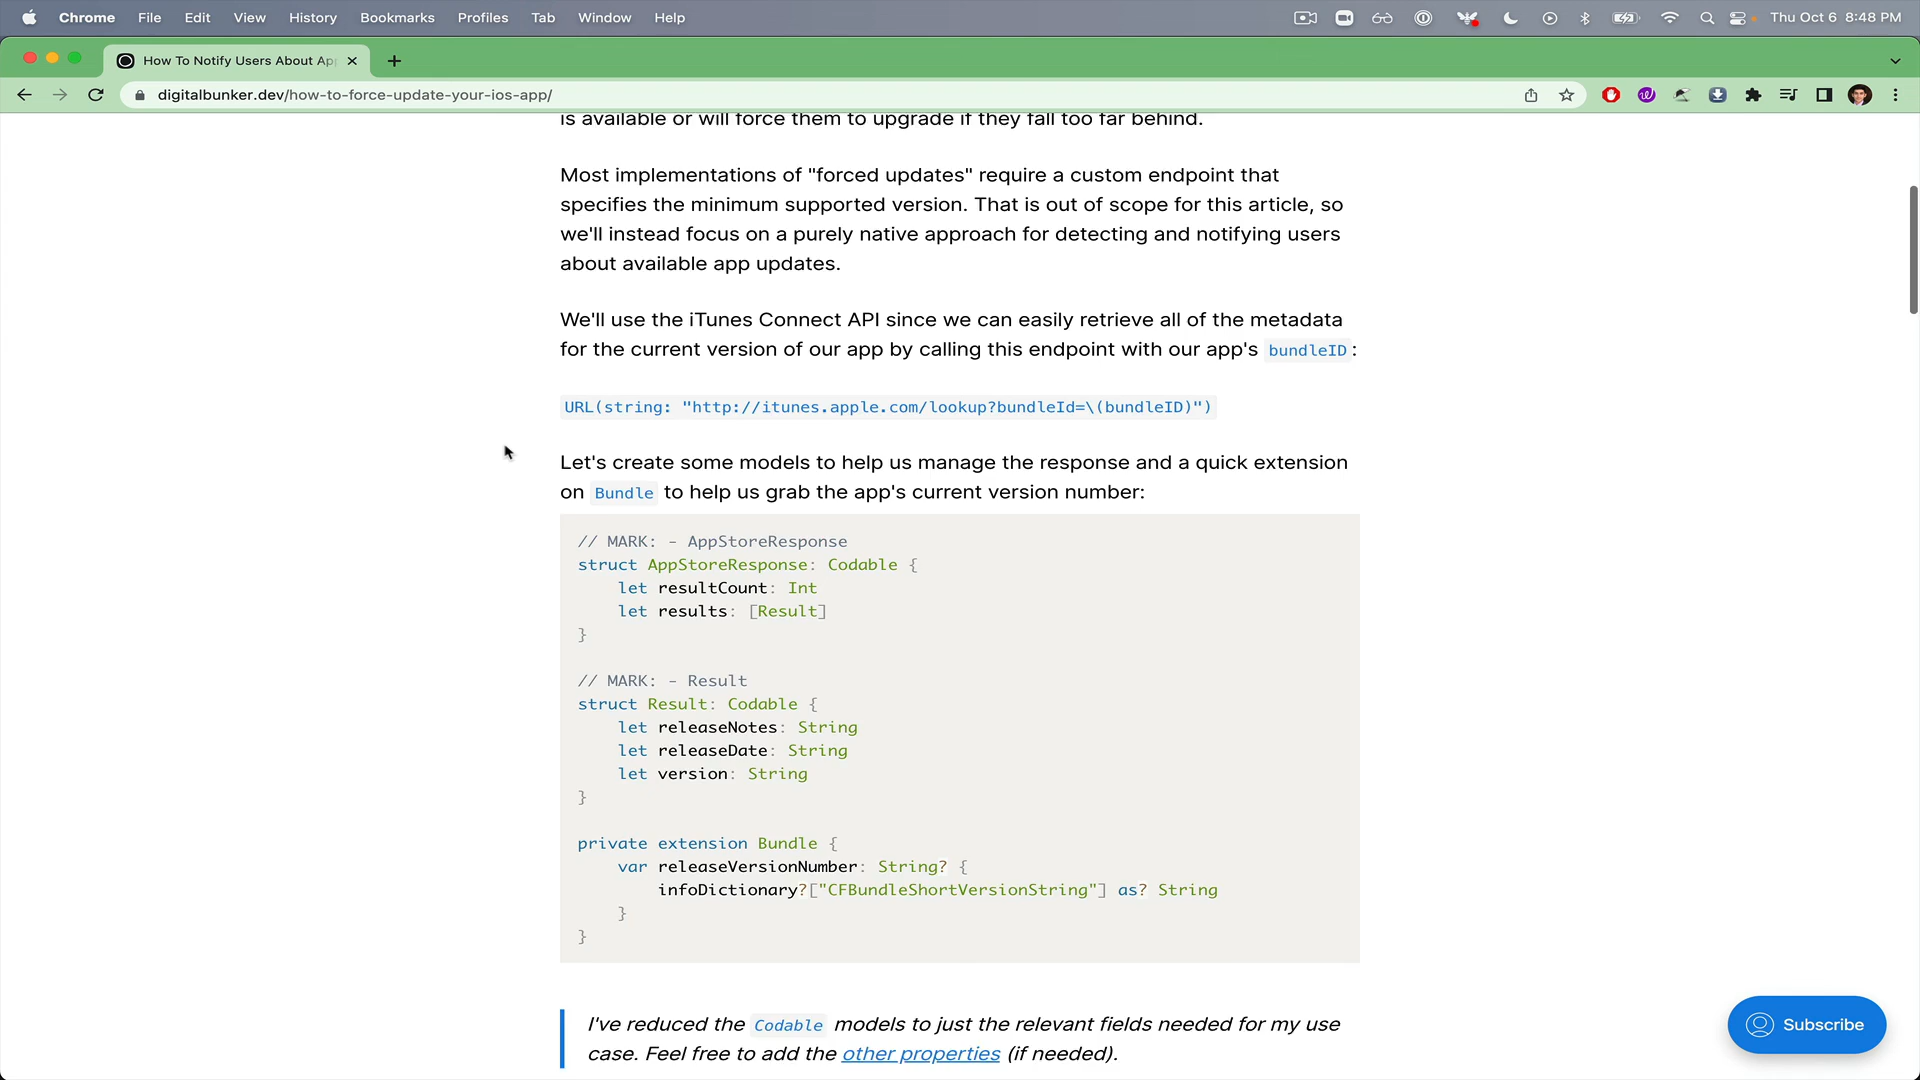 Chrome File Edit View History Bookmarks Profiles Tab Window Help Thu Oct 6 8:48 PM
How To Notify Users About Ap
digitalbunker.dev/how-to-force-update-your-ios-app/
is available or will force them to upgrade if they fall too far behind.
Most implementations of "forced updates" require a custom endpoint that
specifies the minimum supported version. That is out of scope for this article, so
we'll instead focus on a purely native approach for detecting and notifying users
about available app updates.
We'll use the iTunes Connect API since we can easily retrieve all of the metadata
for the current version of our app by calling this endpoint with our app's bundleID:
URL(string: "http://itunes.apple.com/lookup?bundleId=\(bundleID)")
Let's create some models to help us manage the response and a quick extension
on Bundle to help us grab the app's current version number:
// MARK: - AppStoreResponse
struct AppStoreResponse: Codable {
    let resultCount: Int
    let results: [Result]
}
// MARK: - Result
struct Result: Codable {
    let releaseNotes: String
    let releaseDate: String
    let version: String
}
private extension Bundle {
    var releaseVersionNumber: String? {
        infoDictionary?["CFBundleShortVersionString"] as? String
    }
}
I've reduced the Codable models to just the relevant fields needed for my use
case. Feel free to add the other properties (if needed).
Subscribe